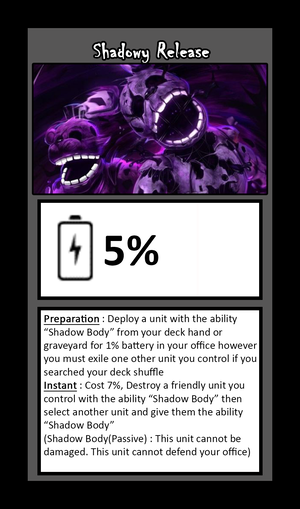 Shadowy Release
5%
Preparation : Deploy a unit with the ability
“Shadow Body” from your deck hand or
graveyard for 1% battery in your office however
you must exile one other unit you control if you
searched your deck shuffle
Instant : Cost 7%, Destroy a friendly unit you
control with the ability “Shadow Body” then
select another unit and give them the ability
“Shadow Body”
(Shadow Body(Passive) : This unit cannot be
damaged. This unit cannot defend your office)